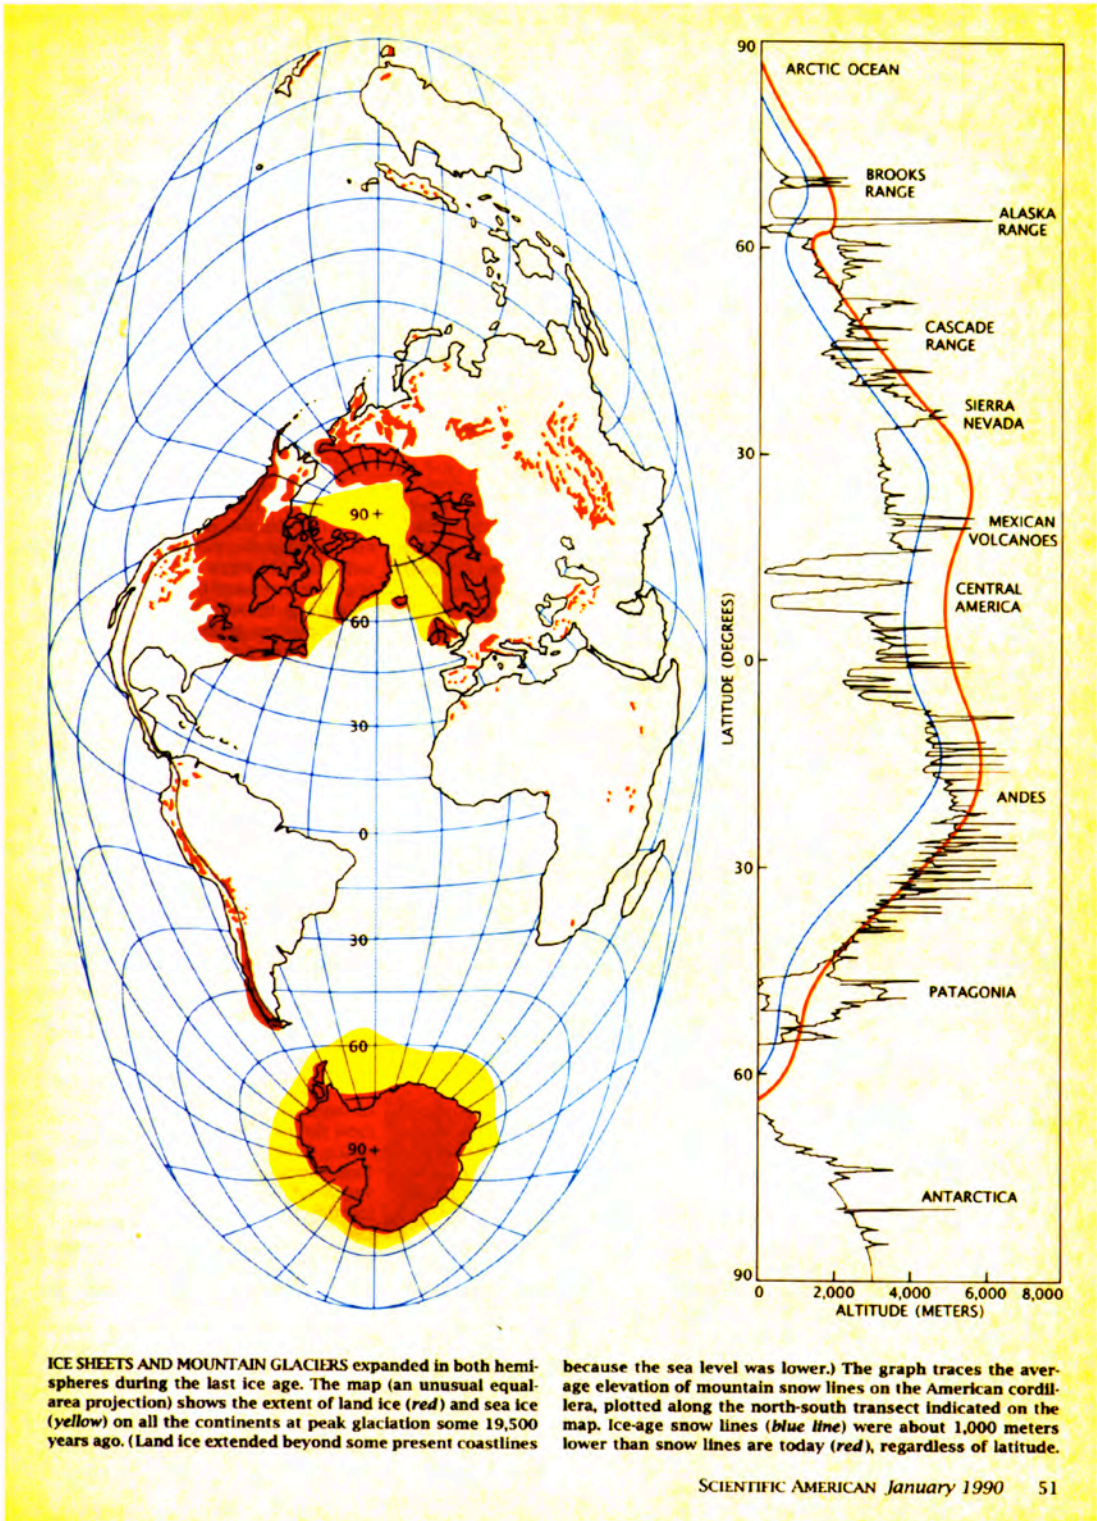 90
ARCTIC OCEAN
BROOKS
RANGE
ALASKA
RANGE
60
CASCADE
RANGE
SIERRA
NEVADA
30
MEXICAN
VOLCANOES
CENTRAL
AMERICA
0
ANDES
30
PATAGONIA
60
ANTARCTICA
90
LATITUDE (DEGREES)
0 2,000 4,000 6,000 8,000
ALTITUDE (METERS)
90+
60
30
0
30
60
90+
ICE SHEETS AND MOUNTAIN GLACIERS expanded in both hemi-
spheres during the last ice age. The map (an unusual equal-
area projection) shows the extent of land ice (red) and sea ice
(yellow) on all the continents at peak glaciation some 19,500
years ago. (Land ice extended beyond some present coastlines
because the sea level was lower.) The graph traces the aver-
age elevation of mountain snow lines on the American cordil-
lera, plotted along the north-south transect indicated on the
map. Ice-age snow lines (blue line) were about 1,000 meters
lower than snow lines are today (red), regardless of latitude.
SCIENTIFIC AMERICAN January 1990 51